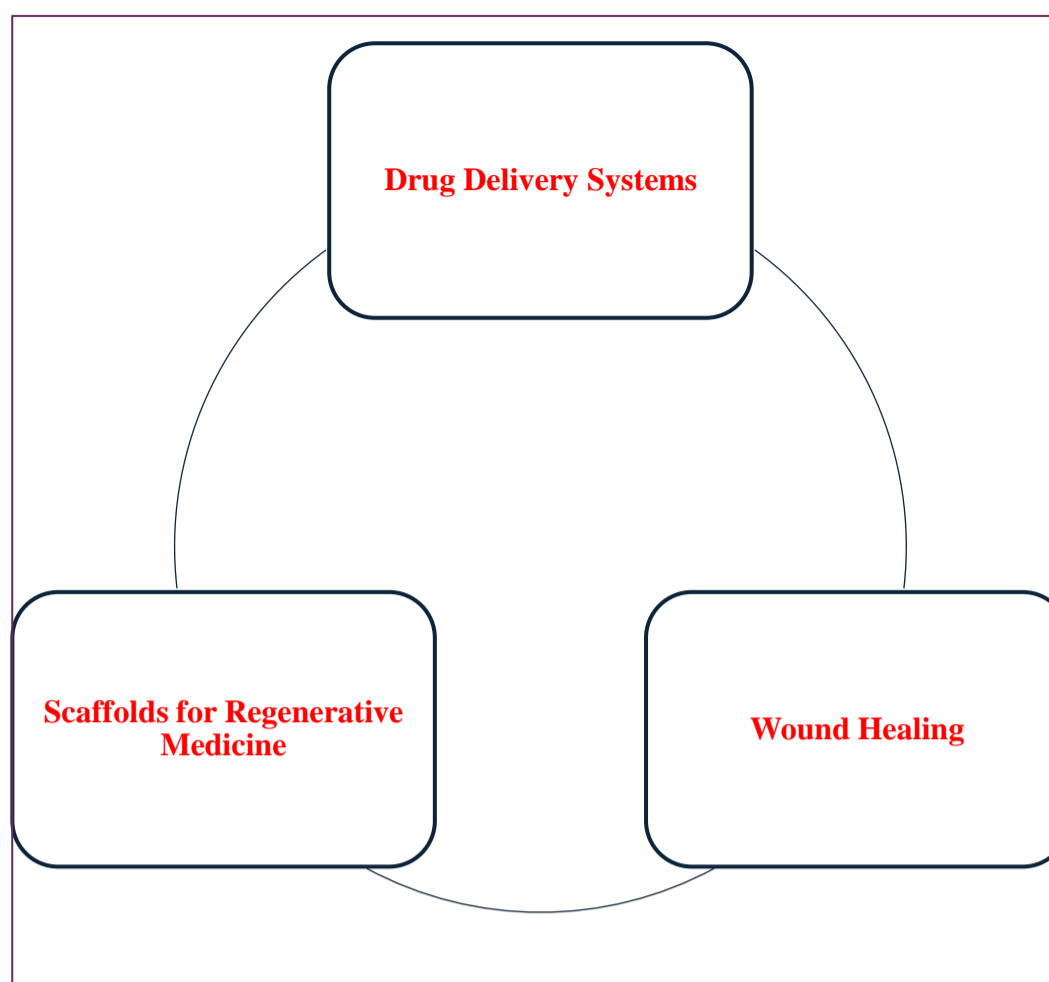 Drug Delivery Systems
Scaffolds for Regenerative
Medicine
Wound Healing